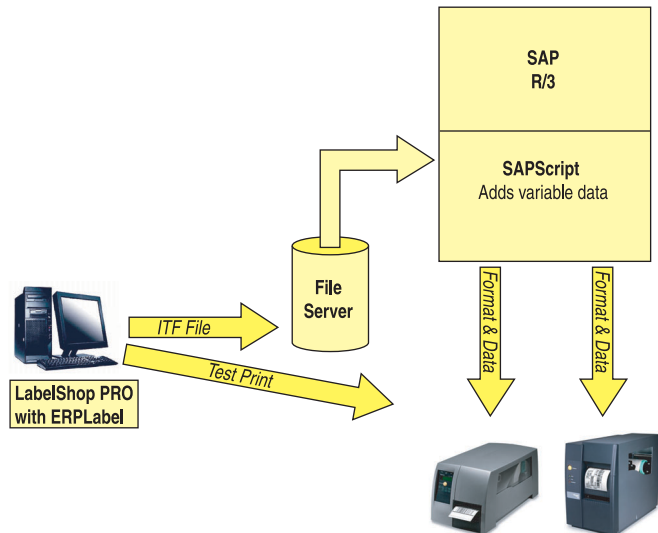 SAP
R/3
SAPScript
Adds variable data
File
Server
ITF File
Test Print
Format & Data
Format & Data
LabelShop PRO
with ERPLabel